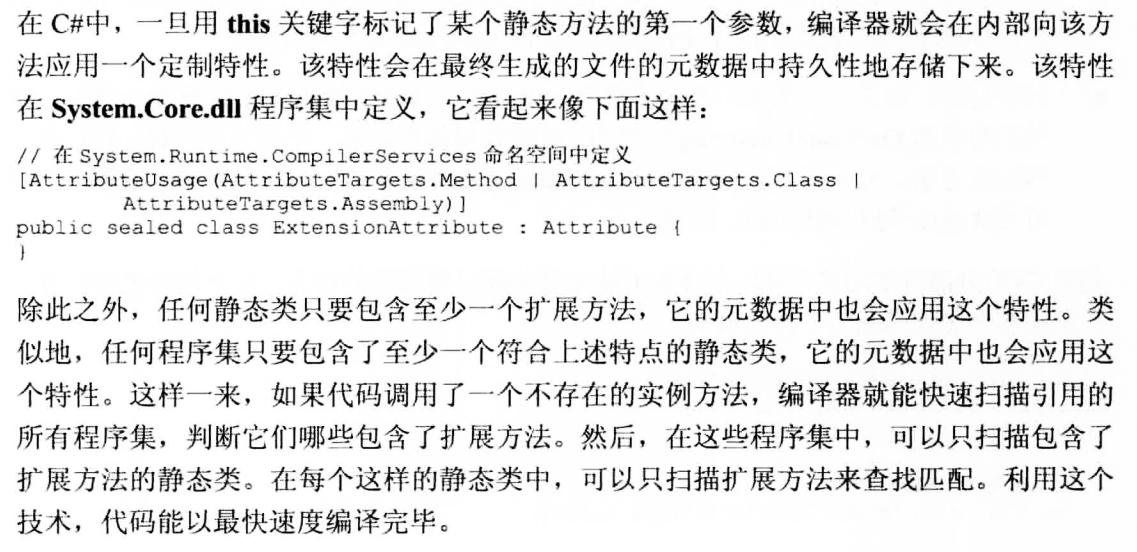 在 C#中，一旦用 this 关键字标记了某个静态方法的第一个参数，编译器就会在内部向该方
法应用一个定制特性。该特性会在最终生成的文件的元数据中持久性地存储下来。该特性
在 System.Core.dll 程序集中定义，它看起来像下面这样：
// 在 System.Runtime.CompilerServices 命名空间中定义
[AttributeUsage(AttributeTargets.Method | AttributeTargets.Class |
AttributeTargets.Assembly)]
public sealed class ExtensionAttribute : Attribute {
}
除此之外，任何静态类只要包含至少一个扩展方法，它的元数据中也会应用这个特性。类
似地，任何程序集只要包含了至少一个符合上述特点的静态类，它的元数据中也会应用这
个特性。这样一来，如果代码调用了一个不存在的实例方法，编译器就能快速扫描引用的
所有程序集，判断它们哪些包含了扩展方法。然后，在这些程序集中，可以只扫描包含了
扩展方法的静态类。在每个这样的静态类中，可以只扫描扩展方法来查找匹配。利用这个
技术，代码能以最快速度编译完毕。